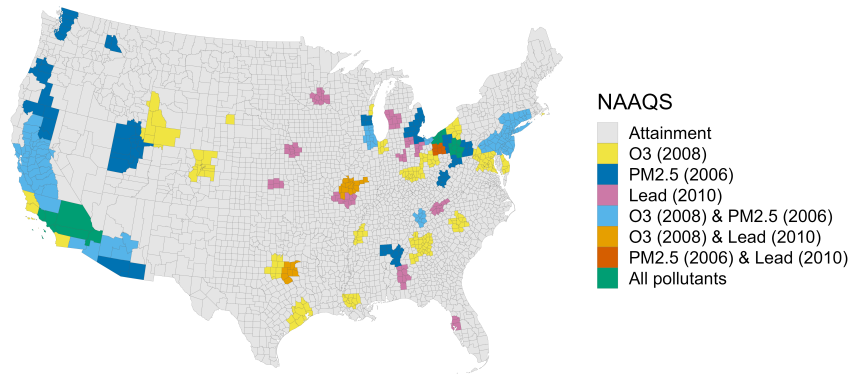 NAAQS
Attainment
O3 (2008)
PM2.5 (2006)
Lead (2010)
O3 (2008) & PM2.5 (2006)
O3 (2008) & Lead (2010)
PM2.5 (2006) & Lead (2010)
All pollutants